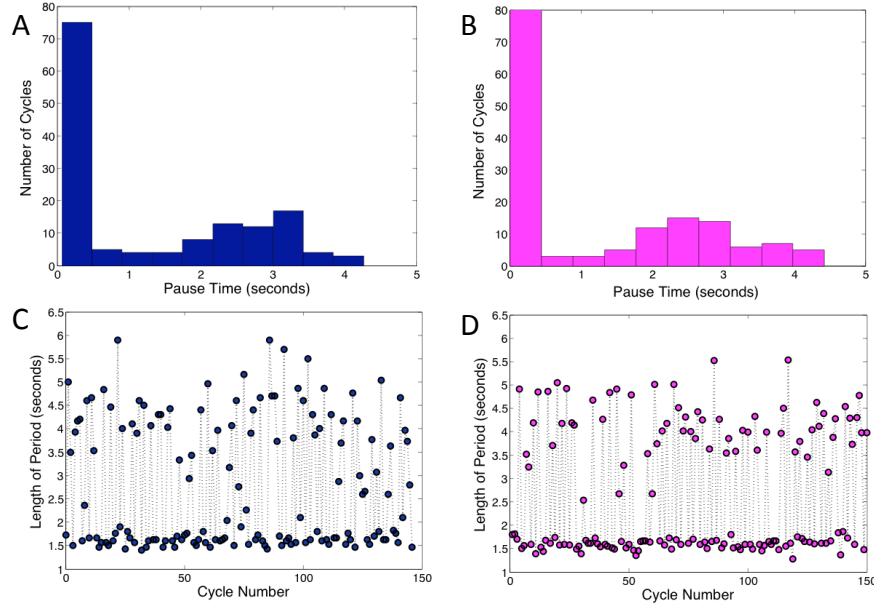 A
80
70
60
50
40
30
20
10
0
Number of Cycles
0 1 2 3 4 5
Pause Time (seconds)
B
80
70
60
50
40
30
20
10
0
Number of Cycles
0 1 2 3 4 5
Pause Time (seconds)
C
6.5
6
5.5
5
4.5
4
3.5
3
2.5
2
1.5
1
Length of Period (seconds)
0 50 100 150
Cycle Number
D
6.5
6
5.5
5
4.5
4
3.5
3
2.5
2
1.5
1
Length of Period (seconds)
0 50 100 150
Cycle Number